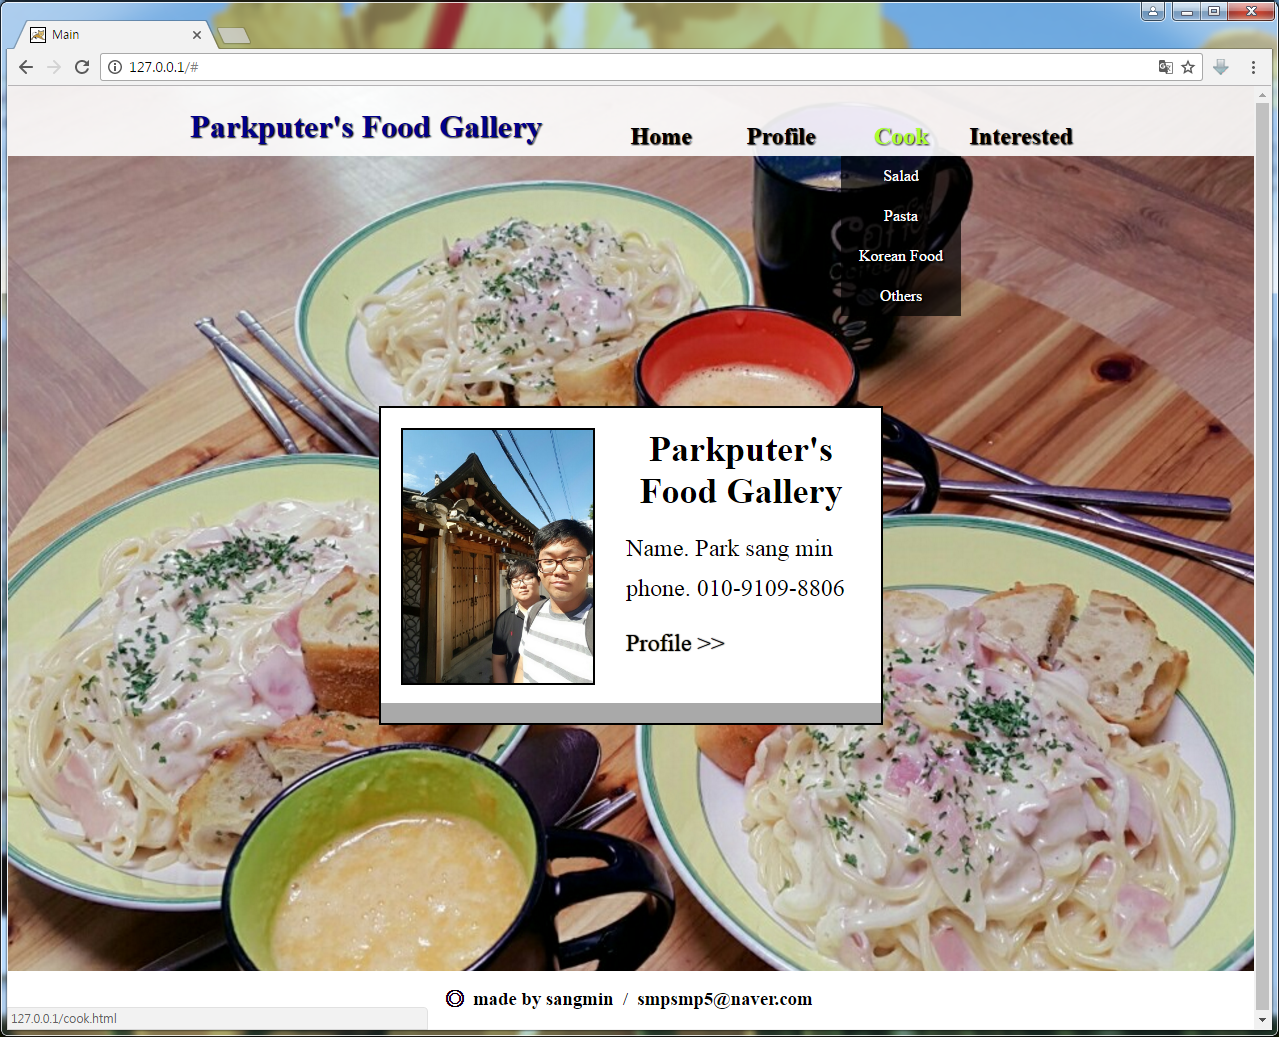 Main
127.0.0.1/#
Parkputer's Food Gallery
Home
Profile
Cook
Interested
Salad
Pasta
Korean Food
Others
Parkputer's
Food Gallery
Name. Park sang min
phone. 010-9109-8806
Profile >>
made by sangmin / smpsmp5@naver.com
127.0.0.1/cook.html